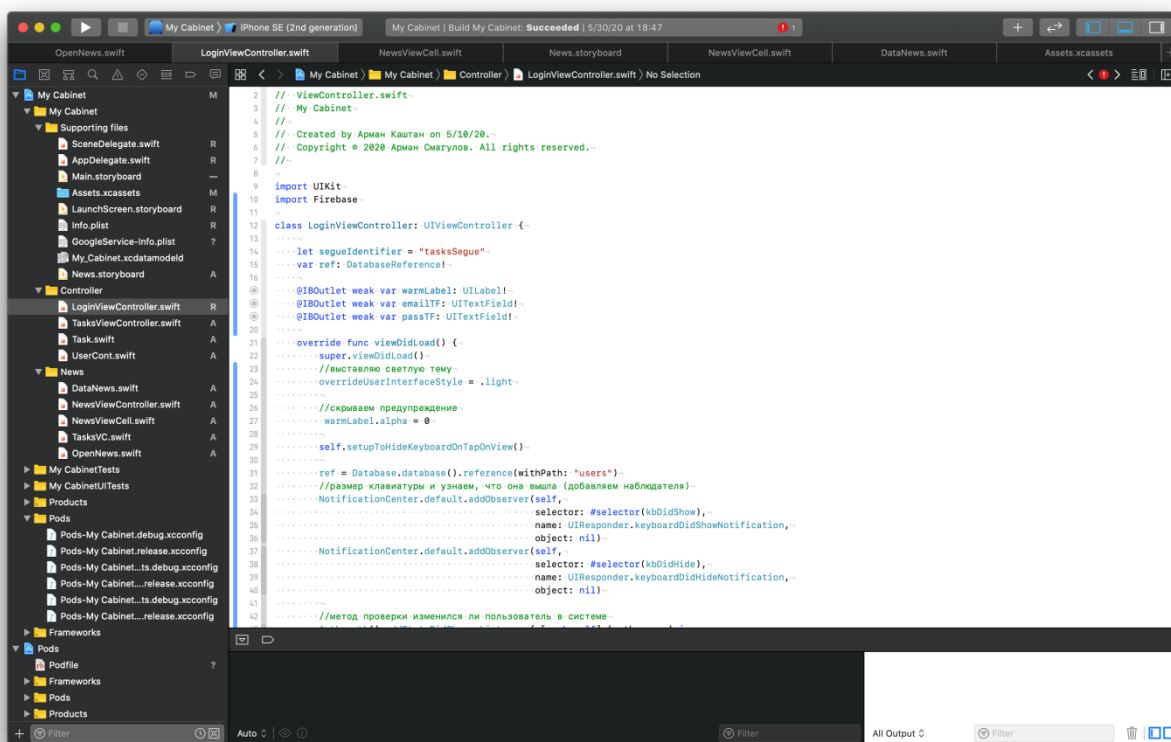 My Cabinet 〉 iPhone SE (2nd generation)
My Cabinet | Build My Cabinet: Succeeded | 5/30/20 at 18:47
1
OpenNews.swift
LoginViewController.swift
NewsViewCell.swift
News.storyboard
NewsViewCell.swift
DataNews.swift
Assets.xcassets
My Cabinet 〉 My Cabinet 〉 Controller 〉 LoginViewController.swift 〉 No Selection
My Cabinet M
My Cabinet
Supporting files
SceneDelegate.swift R
AppDelegate.swift R
Main.storyboard —
Assets.xcassets M
LaunchScreen.storyboard R
Info.plist R
GoogleService-Info.plist ?
My_Cabinet.xcdatamodeld
News.storyboard A
Controller
LoginViewController.swift R
TasksViewController.swift A
Task.swift A
UserCont.swift A
News
DataNews.swift A
NewsViewController.swift A
NewsViewCell.swift A
TasksVC.swift A
OpenNews.swift A
My CabinetTests
My CabinetUITests
Products
Pods
Pods-My Cabinet.debug.xcconfig
Pods-My Cabinet.release.xcconfig
Pods-My Cabinet...ts.debug.xcconfig
Pods-My Cabinet....release.xcconfig
Pods-My Cabinet...ts.debug.xcconfig
Pods-My Cabinet....release.xcconfig
Frameworks
Pods
Podfile ?
Frameworks
Pods
Products
Filter
2 // ViewController.swift
3 // My Cabinet
4 //
5 // Created by Арман Каштан on 5/10/20.
6 // Copyright © 2020 Арман Смагулов. All rights reserved.
7 //
8
9 import UIKit
10 import Firebase
11
12 class LoginViewController: UIViewController {
13
14 let segueIdentifier = "tasksSegue"
15 var ref: DatabaseReference!
16
@IBOutlet weak var warmLabel: UILabel!
@IBOutlet weak var emailTF: UITextField!
@IBOutlet weak var passTF: UITextField!
20
21 override func viewDidLoad() {
22 super.viewDidLoad()
23 //выставляю светлую тему
24 overrideUserInterfaceStyle = .light
25
26 //скрываем предупреждение
27 warmLabel.alpha = 0
28
29 self.setupToHideKeyboardOnTapOnView()
30
31 ref = Database.database().reference(withPath: "users")
32 //размер клавиатуры и узнаем, что она вышла (добавляем наблюдателя)
33 NotificationCenter.default.addObserver(self,
34 selector: #selector(kbDidShow),
35 name: UIResponder.keyboardDidShowNotification,
36 object: nil)
37 NotificationCenter.default.addObserver(self,
38 selector: #selector(kbDidHide),
39 name: UIResponder.keyboardDidHideNotification,
40 object: nil)
41
42 //метод проверки изменился ли пользователь в системе
Auto
Filter
All Output
Filter